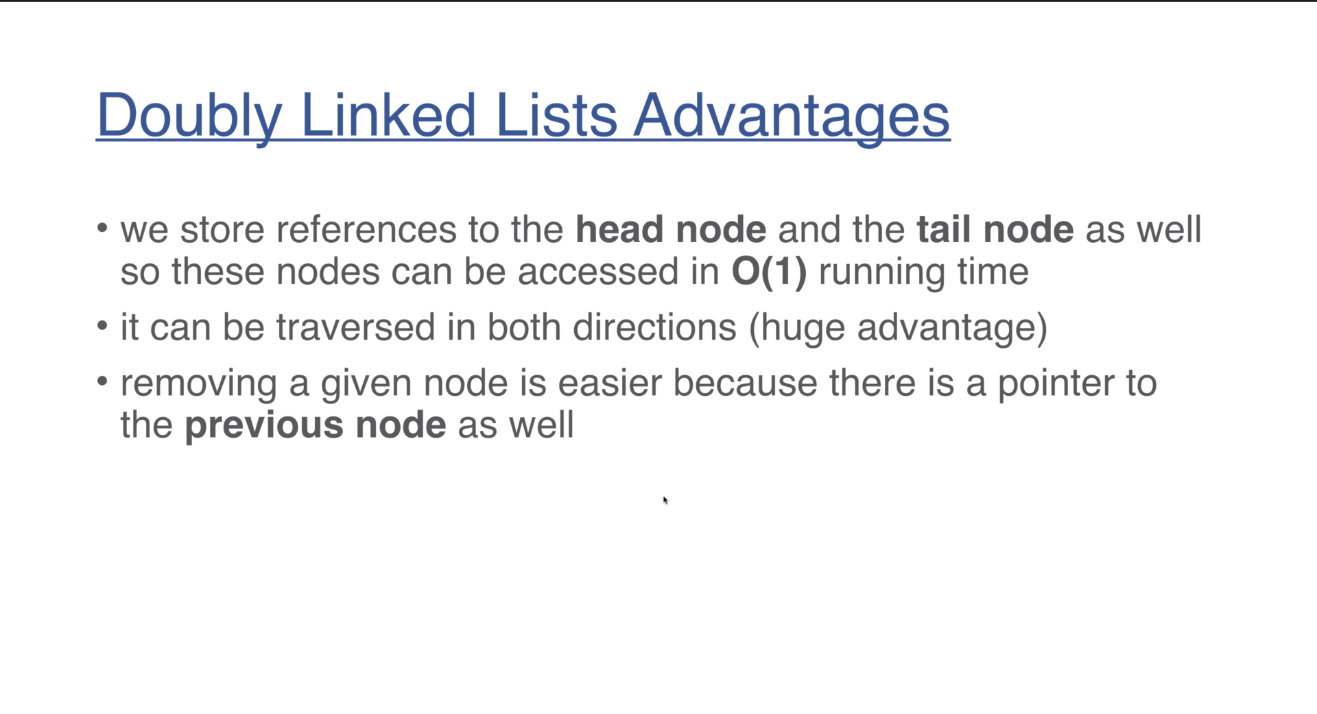 Doubly Linked Lists Advantages
• we store references to the head node and the tail node as well
so these nodes can be accessed in O(1) running time
• it can be traversed in both directions (huge advantage)
• removing a given node is easier because there is a pointer to
the previous node as well